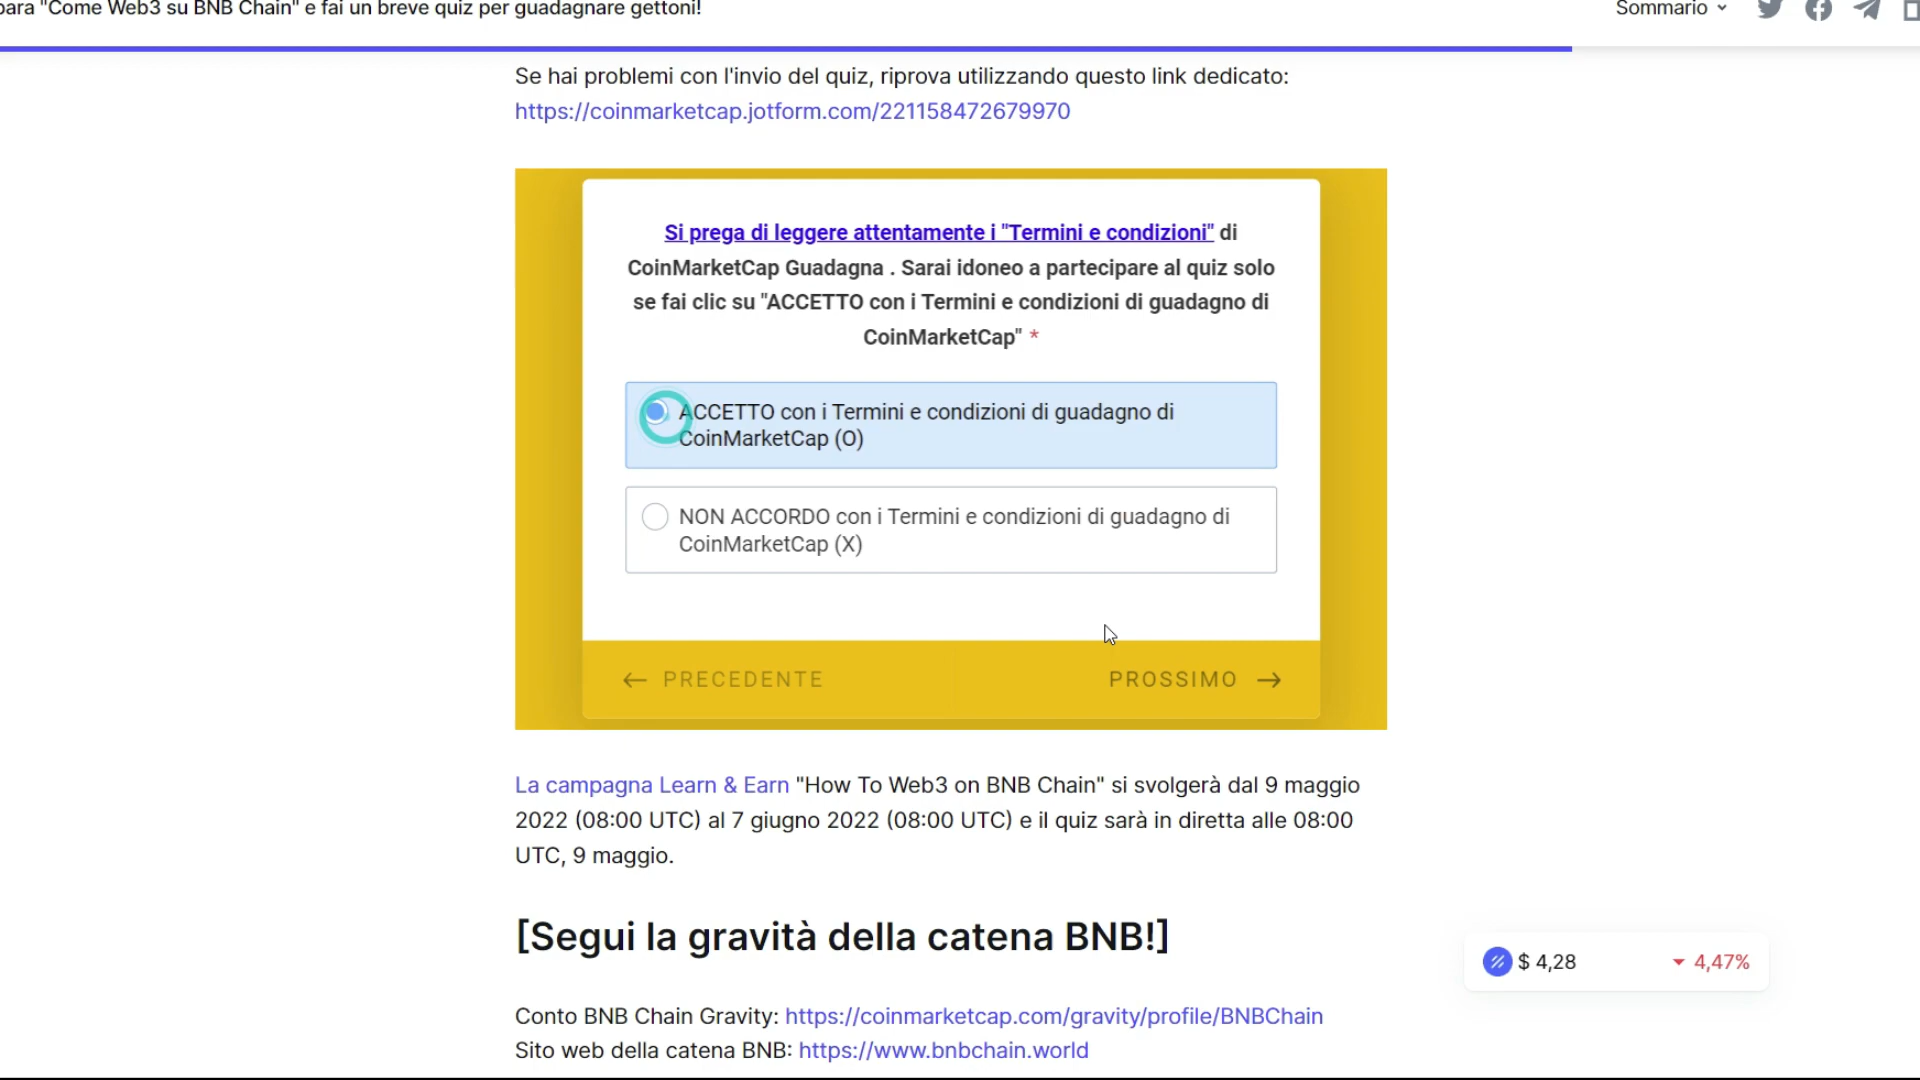 para "Come Web3 su BNB Chain" e fai un breve quiz per guadagnare gettoni!
Sommario
Se hai problemi con l'invio del quiz, riprova utilizzando questo link dedicato:
https://coinmarketcap.jotform.com/221158472679970
Si prega di leggere attentamente i "Termini e condizioni" di
CoinMarketCap Guadagna . Sarai idoneo a partecipare al quiz solo
se fai clic su "ACCETTO con i Termini e condizioni di guadagno di
CoinMarketCap" *
ACCETTO con i Termini e condizioni di guadagno di
CoinMarketCap (O)
NON ACCORDO con i Termini e condizioni di guadagno di
CoinMarketCap (X)
← PRECEDENTE
PROSSIMO →
La campagna Learn & Earn "How To Web3 on BNB Chain" si svolgerà dal 9 maggio
2022 (08:00 UTC) al 7 giugno 2022 (08:00 UTC) e il quiz sarà in diretta alle 08:00
UTC, 9 maggio.
[Segui la gravità della catena BNB!]
$ 4,28
4,47%
Conto BNB Chain Gravity: https://coinmarketcap.com/gravity/profile/BNBChain
Sito web della catena BNB: https://www.bnbchain.world